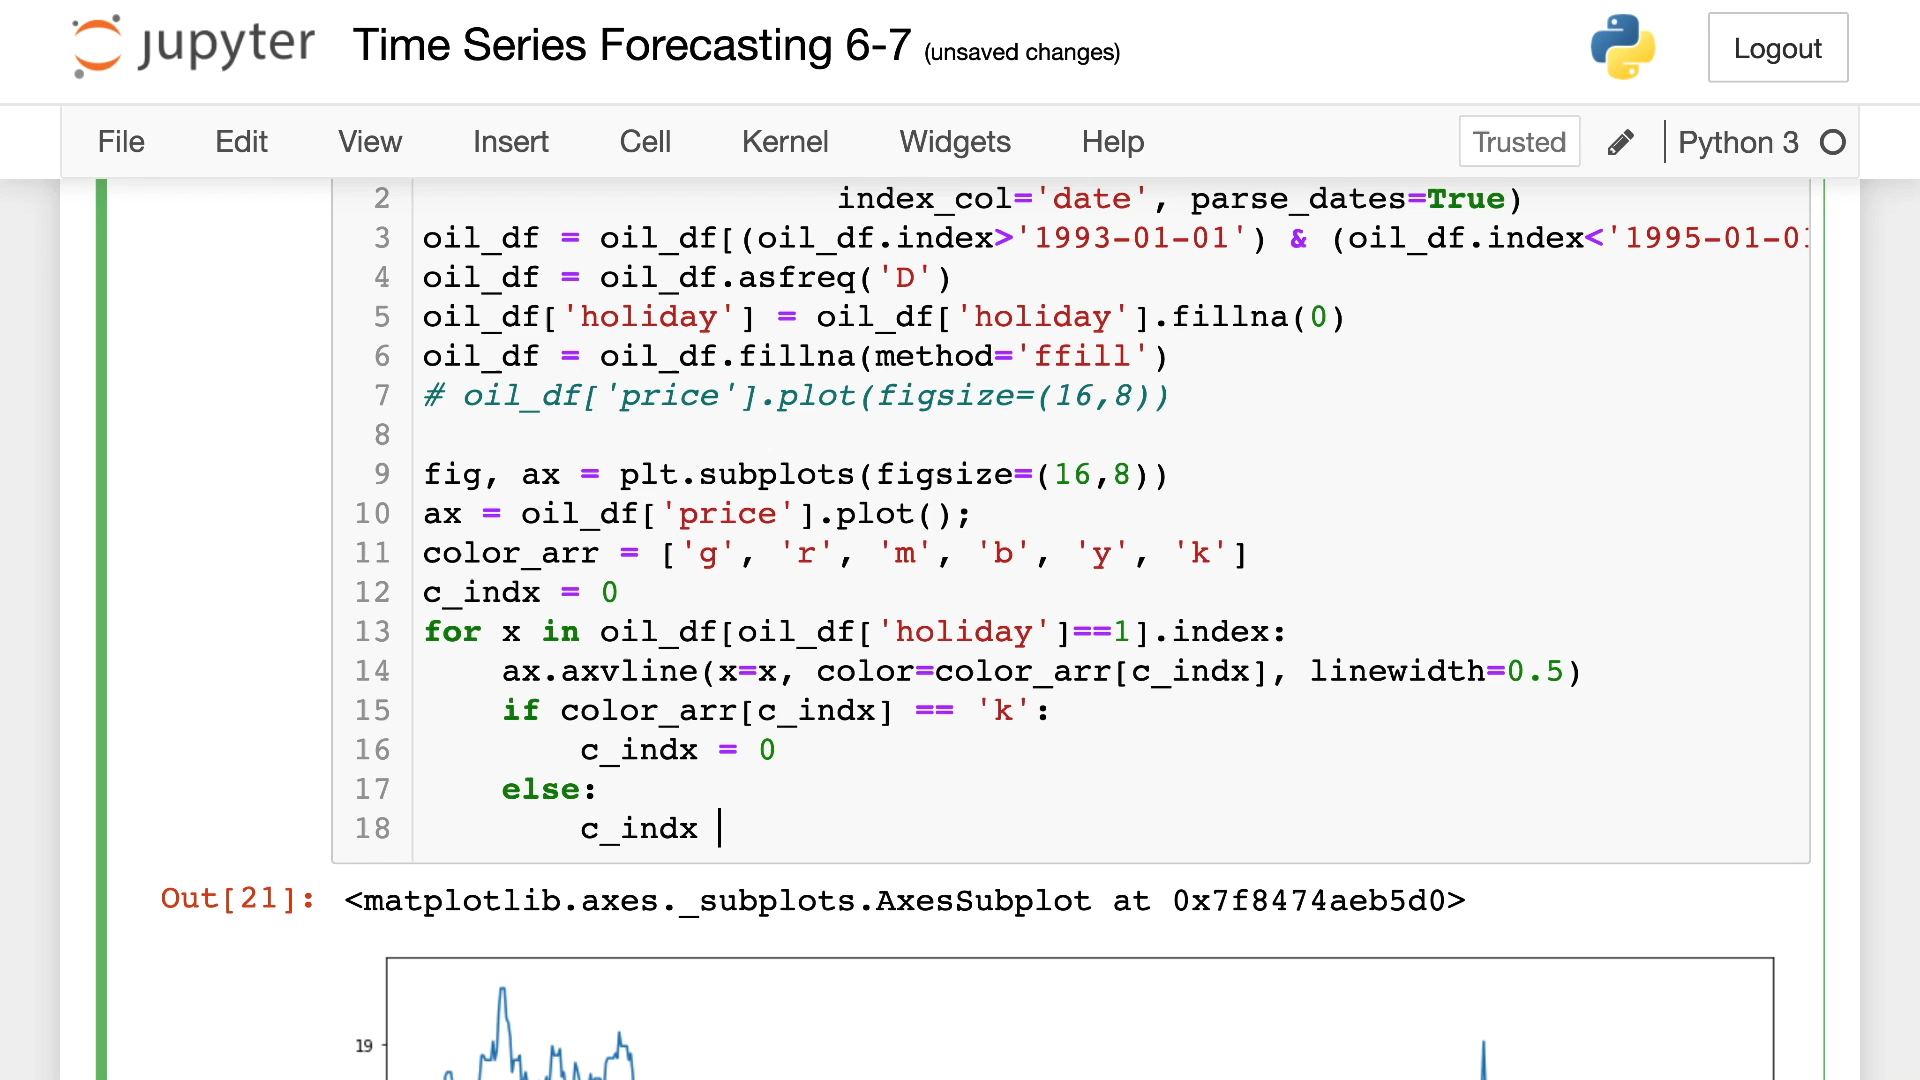 jupyter Time Series Forecasting 6-7 (unsaved changes) Logout
File Edit View Insert Cell Kernel Widgets Help Trusted Python 3
2 index_col='date', parse_dates=True)
3 oil_df = oil_df[(oil_df.index>'1993-01-01') & (oil_df.index<'1995-01-0
4 oil_df = oil_df.asfreq('D')
5 oil_df['holiday'] = oil_df['holiday'].fillna(0)
6 oil_df = oil_df.fillna(method='ffill')
7 # oil_df['price'].plot(figsize=(16,8))
8
9 fig, ax = plt.subplots(figsize=(16,8))
10 ax = oil_df['price'].plot();
11 color_arr = ['g', 'r', 'm', 'b', 'y', 'k']
12 c_indx = 0
13 for x in oil_df[oil_df['holiday']==1].index:
14     ax.axvline(x=x, color=color_arr[c_indx], linewidth=0.5)
15     if color_arr[c_indx] == 'k':
16         c_indx = 0
17     else:
18         c_indx
Out[21]: <matplotlib.axes._subplots.AxesSubplot at 0x7f8474aeb5d0>
19